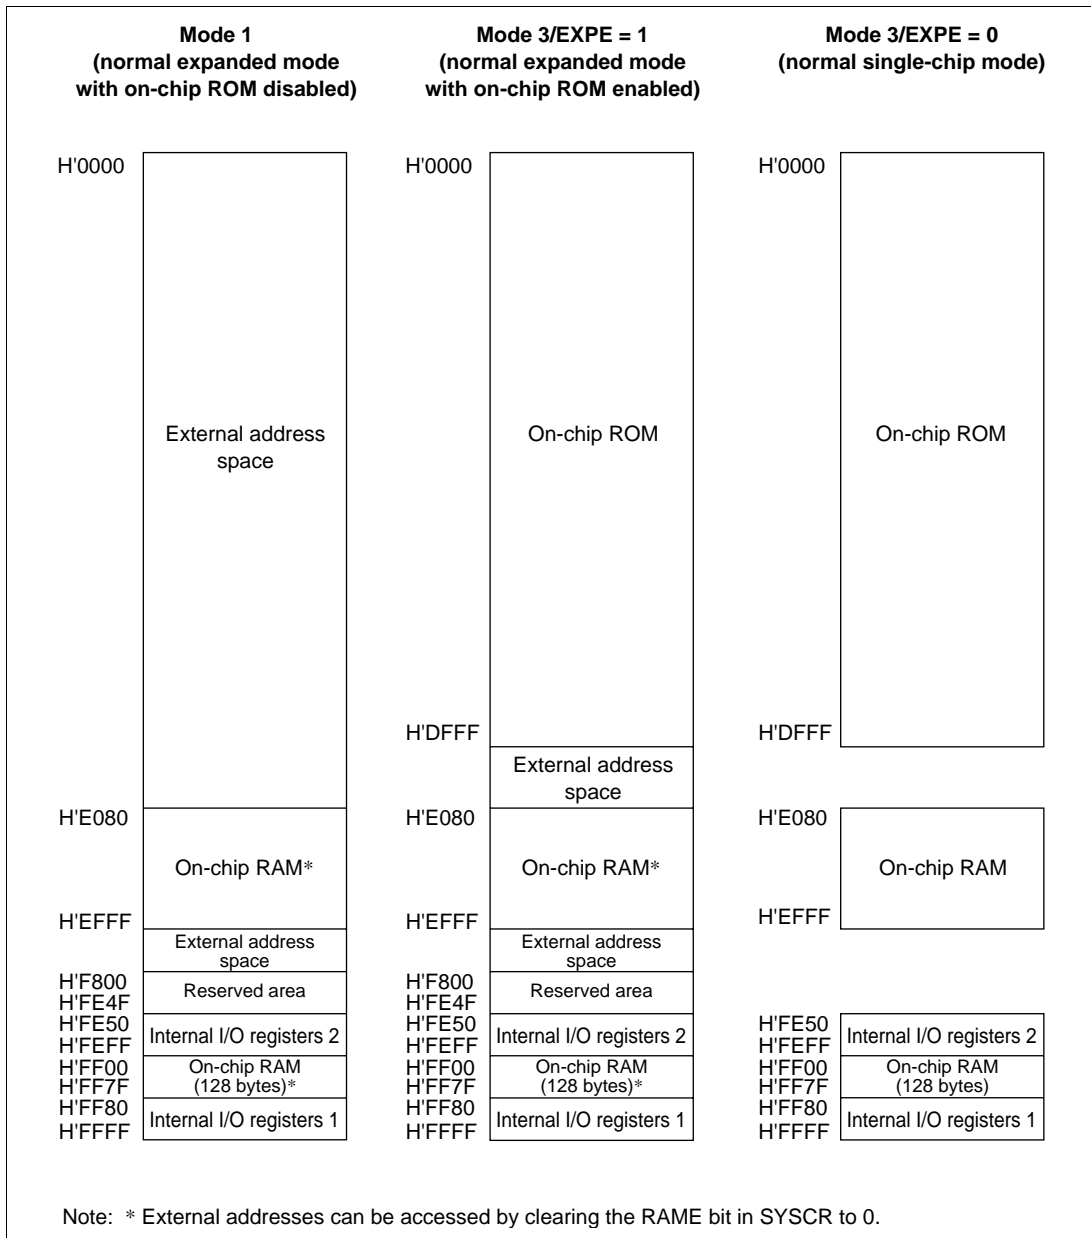 Mode 1
(normal expanded mode
with on-chip ROM disabled)
H'0000
External address
space
H'E080
On-chip RAM*
H'EFFF
External address
space
H'F800
Reserved area
H'FE4F
H'FE50
Internal I/O registers 2
H'FEFF
H'FF00
On-chip RAM
(128 bytes)*
H'FF7F
H'FF80
Internal I/O registers 1
H'FFFF
Mode 3/EXPE = 1
(normal expanded mode
with on-chip ROM enabled)
H'0000
On-chip ROM
H'DFFF
External address
space
H'E080
On-chip RAM*
H'EFFF
External address
space
H'F800
Reserved area
H'FE4F
H'FE50
Internal I/O registers 2
H'FEFF
H'FF00
On-chip RAM
(128 bytes)*
H'FF7F
H'FF80
Internal I/O registers 1
H'FFFF
Mode 3/EXPE = 0
(normal single-chip mode)
H'0000
On-chip ROM
H'DFFF
H'E080
On-chip RAM
H'EFFF
H'FE50
Internal I/O registers 2
H'FEFF
H'FF00
On-chip RAM
(128 bytes)
H'FF7F
H'FF80
Internal I/O registers 1
H'FFFF
Note: * External addresses can be accessed by clearing the RAME bit in SYSCR to 0.